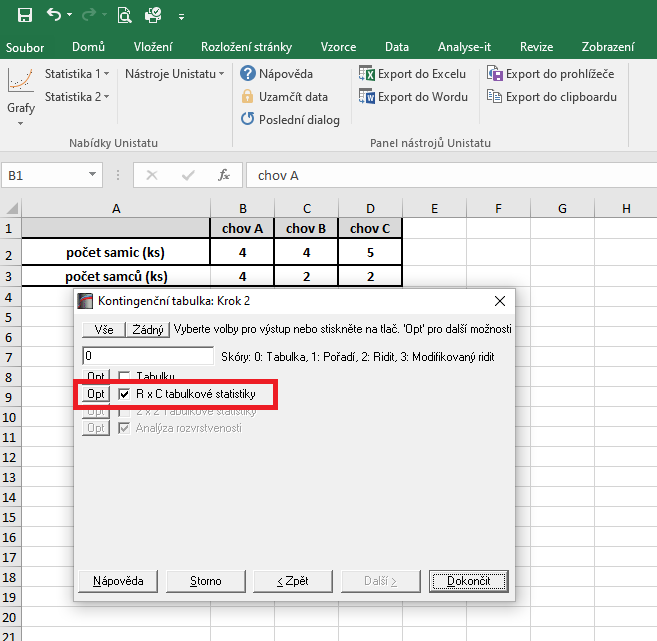 Soubor Domů Vložení Rozložení stránky Vzorce Data Analyse-it Revize Zobrazení
Grafy
Statistika 1
Statistika 2
Nástroje Unistatu
Nabídky Unistatu
Nápověda
Uzamčít data
Poslední dialog
Export do Excelu
Export do Wordu
Export do prohlížeče
Export do clipboardu
Panel nástrojů Unistatu
B1 fx chov A
A B C D E F G H
1 chov A chov B chov C
2 počet samic (ks) 4 4 5
3 počet samců (ks) 4 2 2
4
5
6
7
8
9
10
11
12
13
14
15
16
17
18
19
20
21
Kontingenční tabulka: Krok 2
Vše Žádný Vyberte volby pro výstup nebo stiskněte na tlač. 'Opt' pro další možnosti
0 Skóry: 0: Tabulka, 1: Pořadí, 2: Ridit, 3: Modifikovaný ridit
Opt Tabulku
Opt R x C tabulkové statistiky
Opt 2 x 2 Tabulkové statistiky
Opt Analýza rozvrstvenosti
Nápověda Storno < Zpět Další > Dokončit